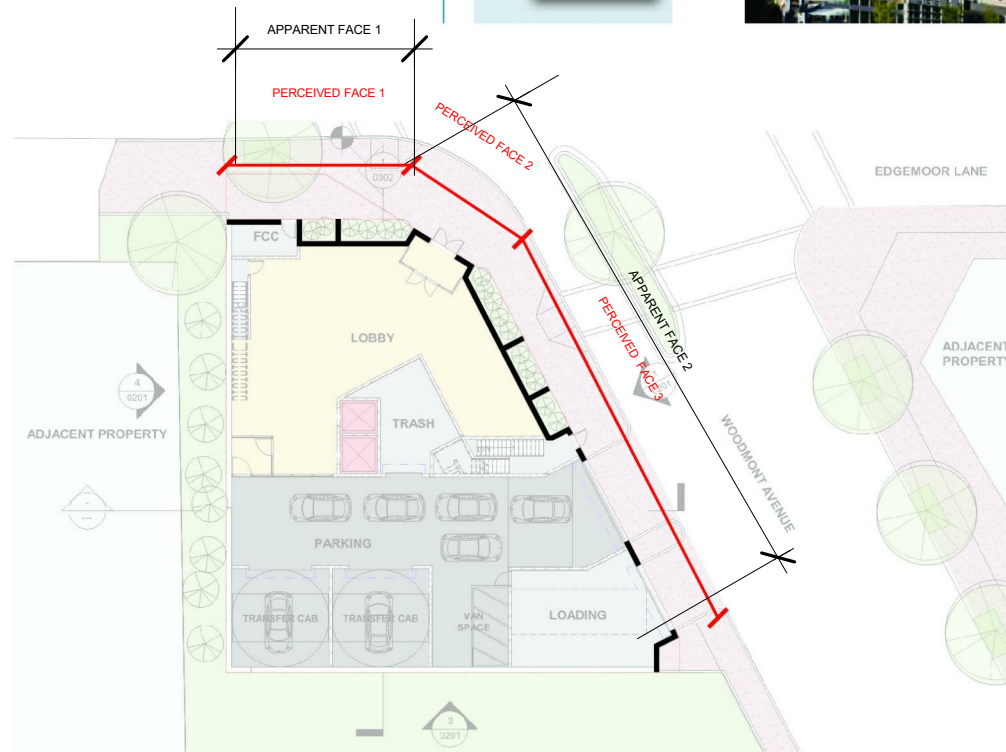 APPARENT FACE 1
PERCEIVED FACE 1
PERCEIVED FACE 2
1
0302
EDGEMOOR LANE
FCC
APPARENT FACE 2
PERCEIVED FACE 3
LOBBY
ADJACENT
PROPERTY
4
0201
TRASH
ADJACENT PROPERTY
WOODMONT AVENUE
DN
PARKING
TRANSFER CAB
TRANSFER CAB
VAN
SPACE
LOADING
3
0201